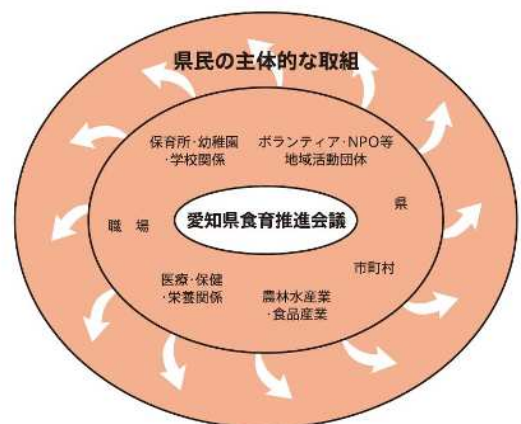 県民の主体的な取組
保育所・幼稚園
・学校関係
ボランティア・NPO等
地域活動団体
県
職 場
愛知県食育推進会議
市町村
医療・保健
・栄養関係
農林水産業
・食品産業